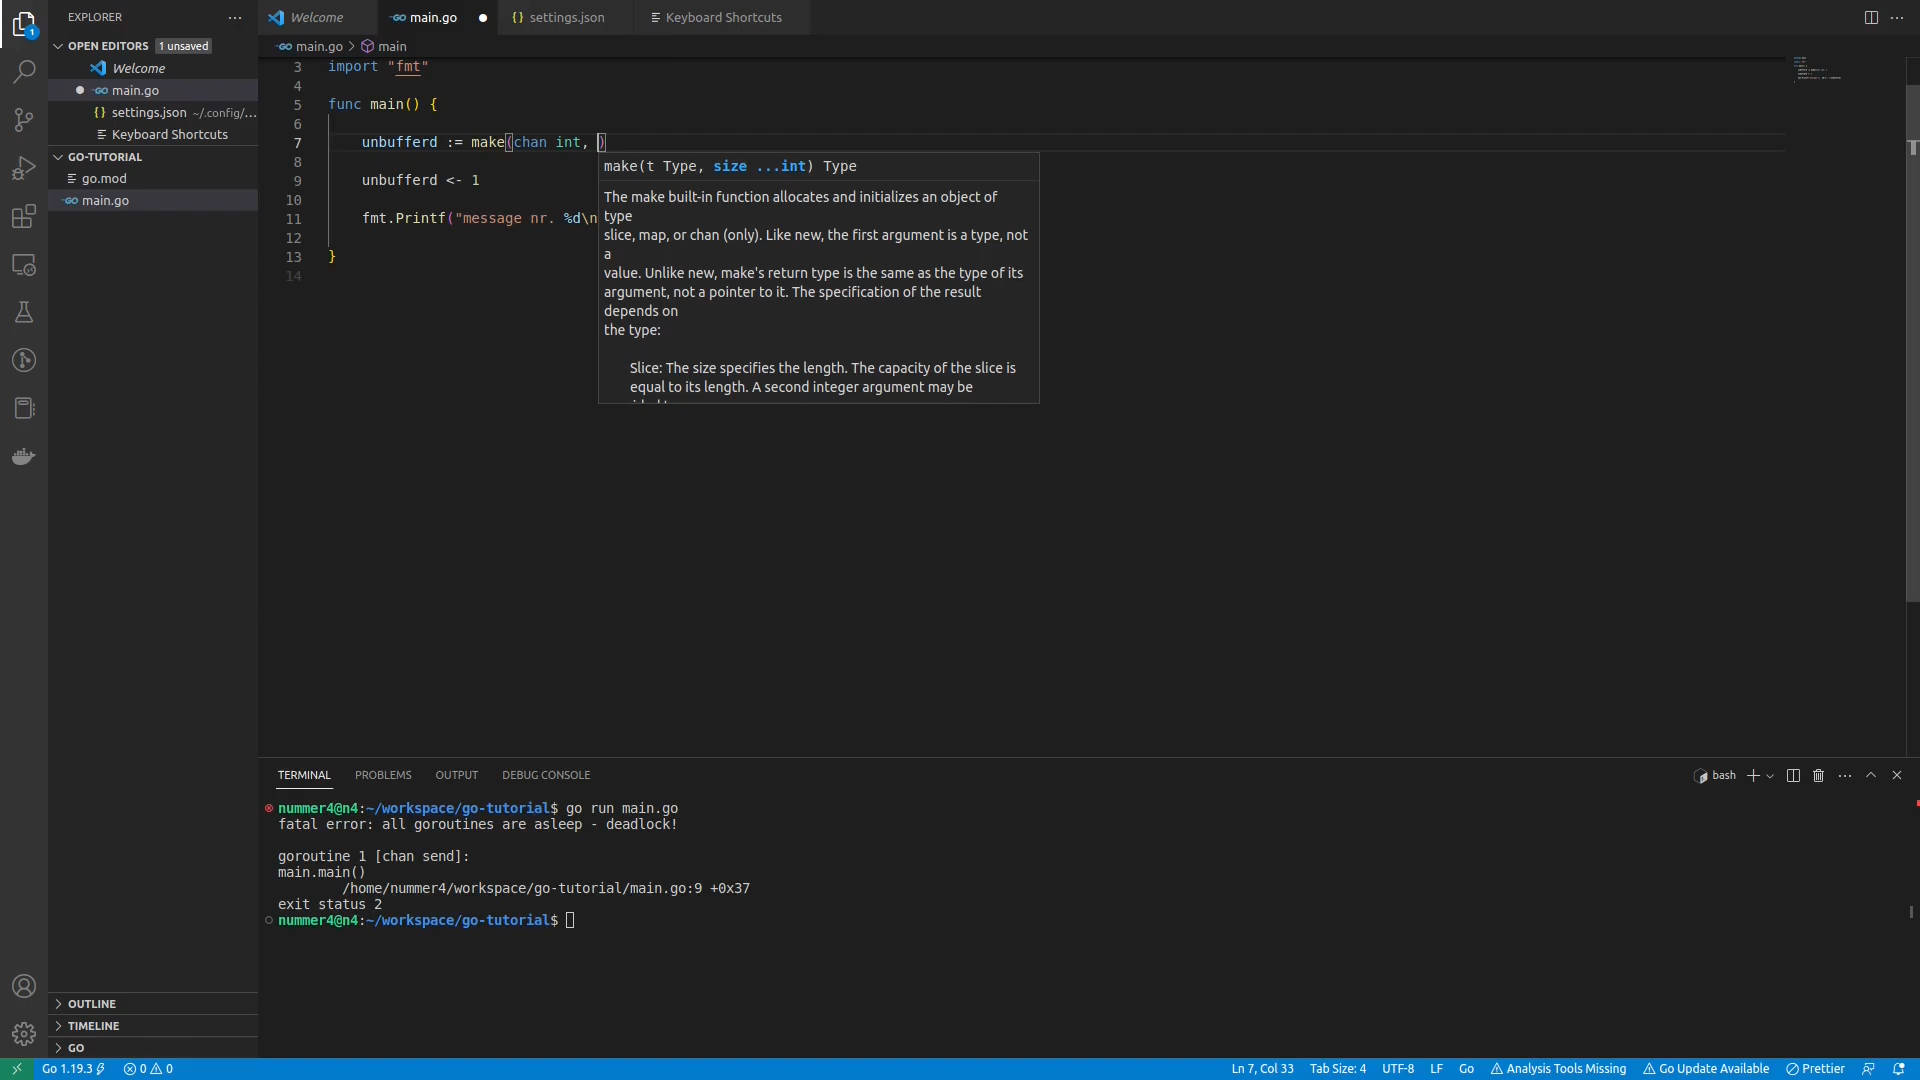 EXPLORER
Welcome
main.go
settings.json
Keyboard Shortcuts
OPEN EDITORS 1 unsaved
main.go
main
1
Welcome
main.go
settings.json ~/.config/...
Keyboard Shortcuts
GO-TUTORIAL
go.mod
main.go
3 import "fmt"
4
5 func main() {
6
7 unbufferd := make(chan int, )
8
9 unbufferd <- 1
10
11 fmt.Printf("message nr. %d\n
12
13 }
14
make(t Type, size ...int) Type
The make built-in function allocates and initializes an object of
type
slice, map, or chan (only). Like new, the first argument is a type, not
a
value. Unlike new, make's return type is the same as the type of its
argument, not a pointer to it. The specification of the result
depends on
the type:
Slice: The size specifies the length. The capacity of the slice is
equal to its length. A second integer argument may be
TERMINAL PROBLEMS OUTPUT DEBUG CONSOLE
bash
nummer4@n4:~/workspace/go-tutorial$ go run main.go
fatal error: all goroutines are asleep - deadlock!
goroutine 1 [chan send]:
main.main()
/home/nummer4/workspace/go-tutorial/main.go:9 +0x37
exit status 2
nummer4@n4:~/workspace/go-tutorial$
OUTLINE
TIMELINE
GO
Go 1.19.3 0 0
Ln 7, Col 33 Tab Size: 4 UTF-8 LF Go Analysis Tools Missing Go Update Available Prettier